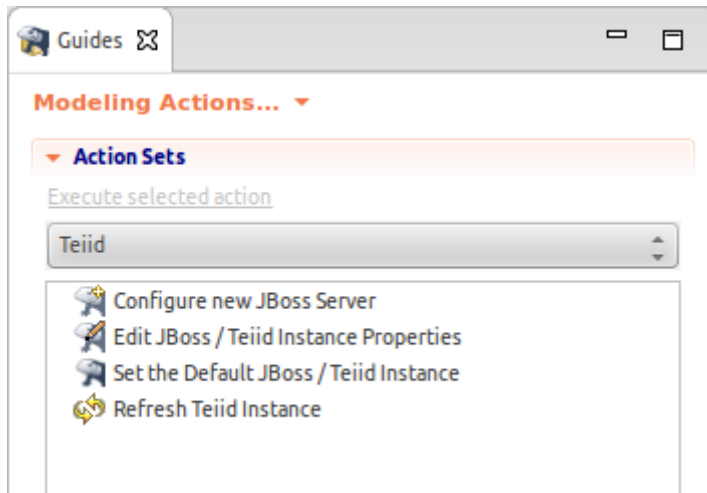 Guides
Modeling Actions...
Action Sets
Execute selected action
Teiid
Configure new JBoss Server
Edit JBoss / Teiid Instance Properties
Set the Default JBoss / Teiid Instance
Refresh Teiid Instance